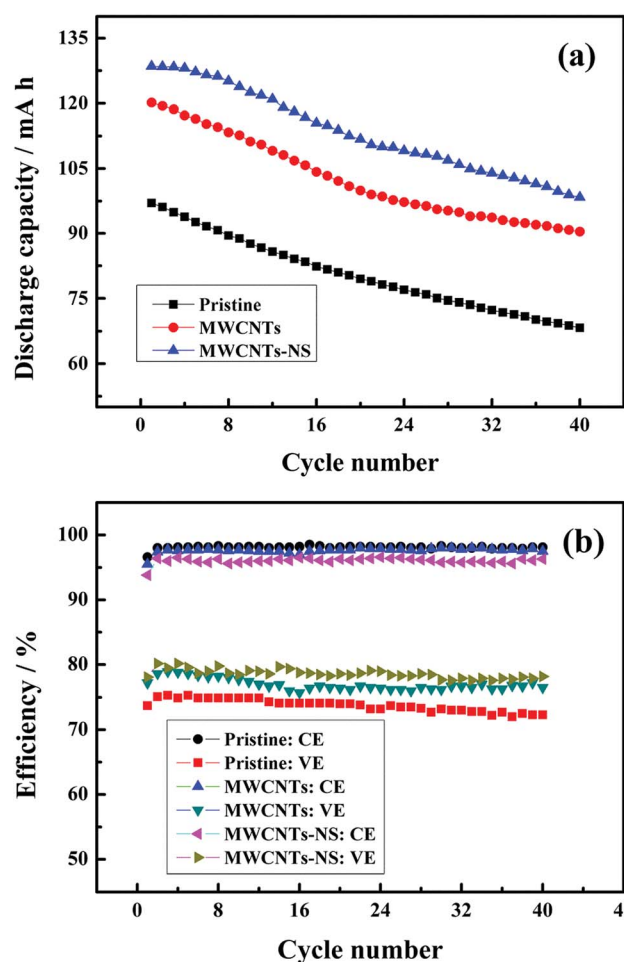 (a)
Discharge capacity / mA h
135
120
105
90
75
60
Pristine
MWCNTs
MWCNTs-NS
0 8 16 24 32 40
Cycle number
(b)
Efficiency / %
100
90
80
70
60
50
Pristine: CE
Pristine: VE
MWCNTs: CE
MWCNTs: VE
MWCNTs-NS: CE
MWCNTs-NS: VE
0 8 16 24 32 40 4
Cycle number